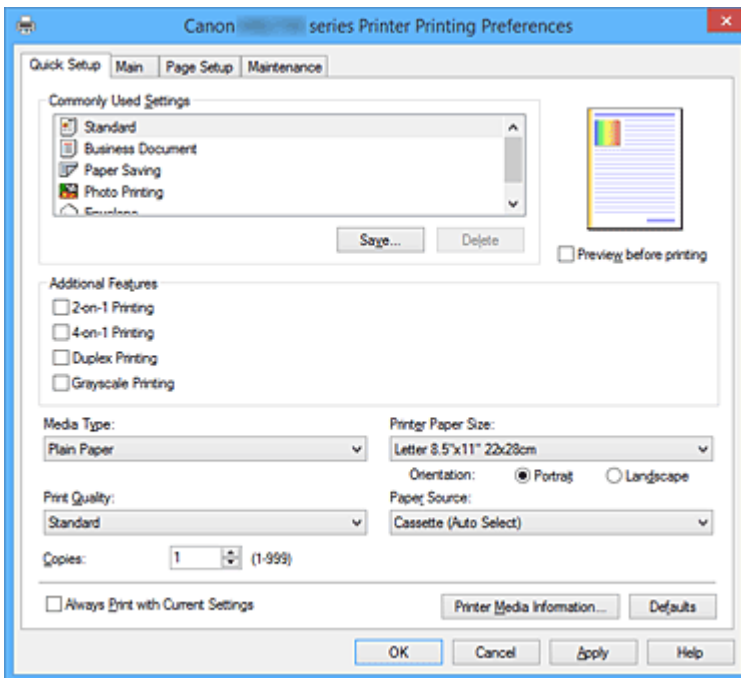 Canon series Printer Printing Preferences
Quick Setup Main Page Setup Maintenance
Commonly Used Settings
Standard
Business Document
Paper Saving
Photo Printing
Envelope
Save... Delete
Preview before printing
Additional Features
2-on-1 Printing
4-on-1 Printing
Duplex Printing
Grayscale Printing
Media Type: Printer Paper Size:
Plain Paper Letter 8.5"x11" 22x28cm
Orientation: Portrait Landscape
Print Quality: Paper Source:
Standard Cassette (Auto Select)
Copies: 1 (1-999)
Always Print with Current Settings Printer Media Information... Defaults
OK Cancel Apply Help